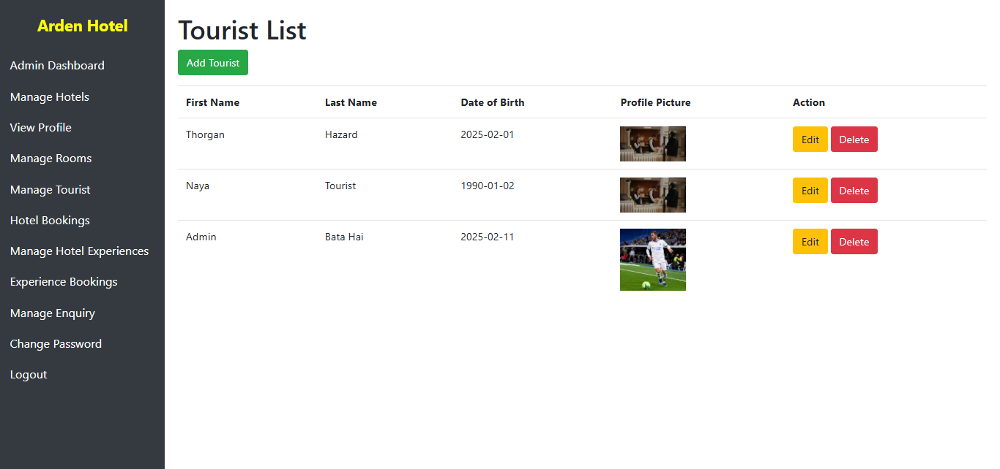 Arden Hotel
Admin Dashboard
Manage Hotels
View Profile
Manage Rooms
Manage Tourist
Hotel Bookings
Manage Hotel Experiences
Experience Bookings
Manage Enquiry
Change Password
Logout
Tourist List
Add Tourist
First Name Last Name Date of Birth Profile Picture Action
Thorgan Hazard 2025-02-01 Edit Delete
Naya Tourist 1990-01-02 Edit Delete
Admin Bata Hai 2025-02-11 Edit Delete